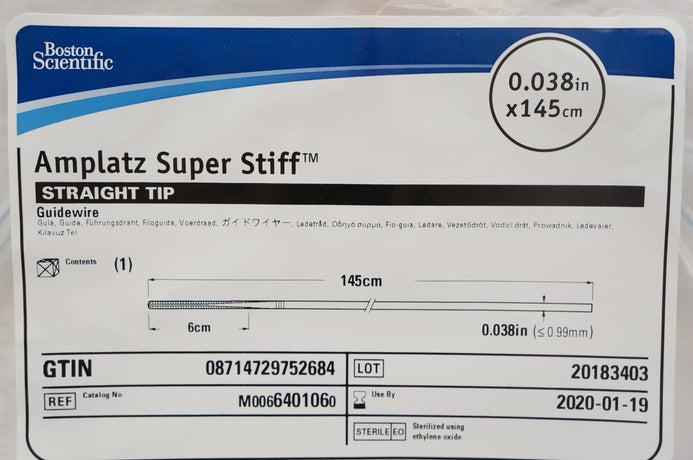 Boston
Scientific
0.038in
x145cm
Amplatz Super Stiff™
STRAIGHT TIP
Guidewire
Guía, Guide, Führungsdraht, Filoguida, Voerdraad, ガイドワイヤー, Ledetråd, Οδηγό σύρμα, Fio-guia, Ledare, Vezetődrót, Vodicí drát, Prowadnik, Ledevaier,
Kılavuz Tel
Contents (1)
145cm
6cm
0.038in (≤0.99mm)
GTIN 08714729752684
LOT 20183403
REF Catalog No M0066401060
Use By 2020-01-19
STERILE EO Sterilized using
ethylene oxide